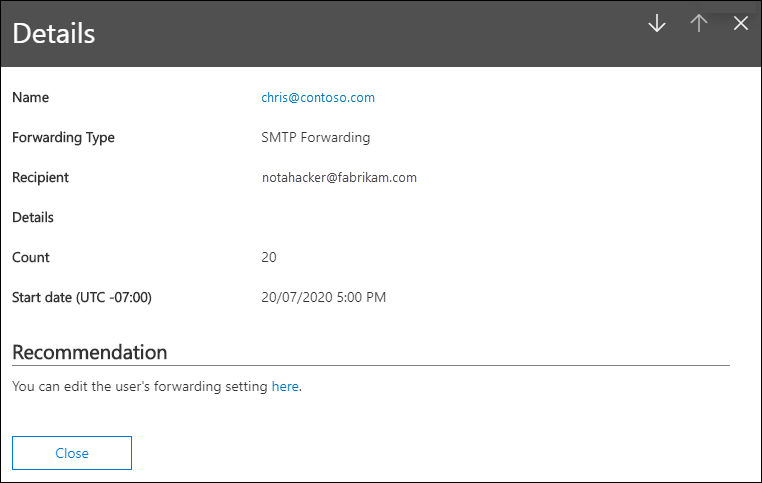 Details
Name chris@contoso.com
Forwarding Type SMTP Forwarding
Recipient notahacker@fabrikam.com
Details
Count 20
Start date (UTC -07:00) 20/07/2020 5:00 PM
Recommendation
You can edit the user's forwarding setting here.
Close